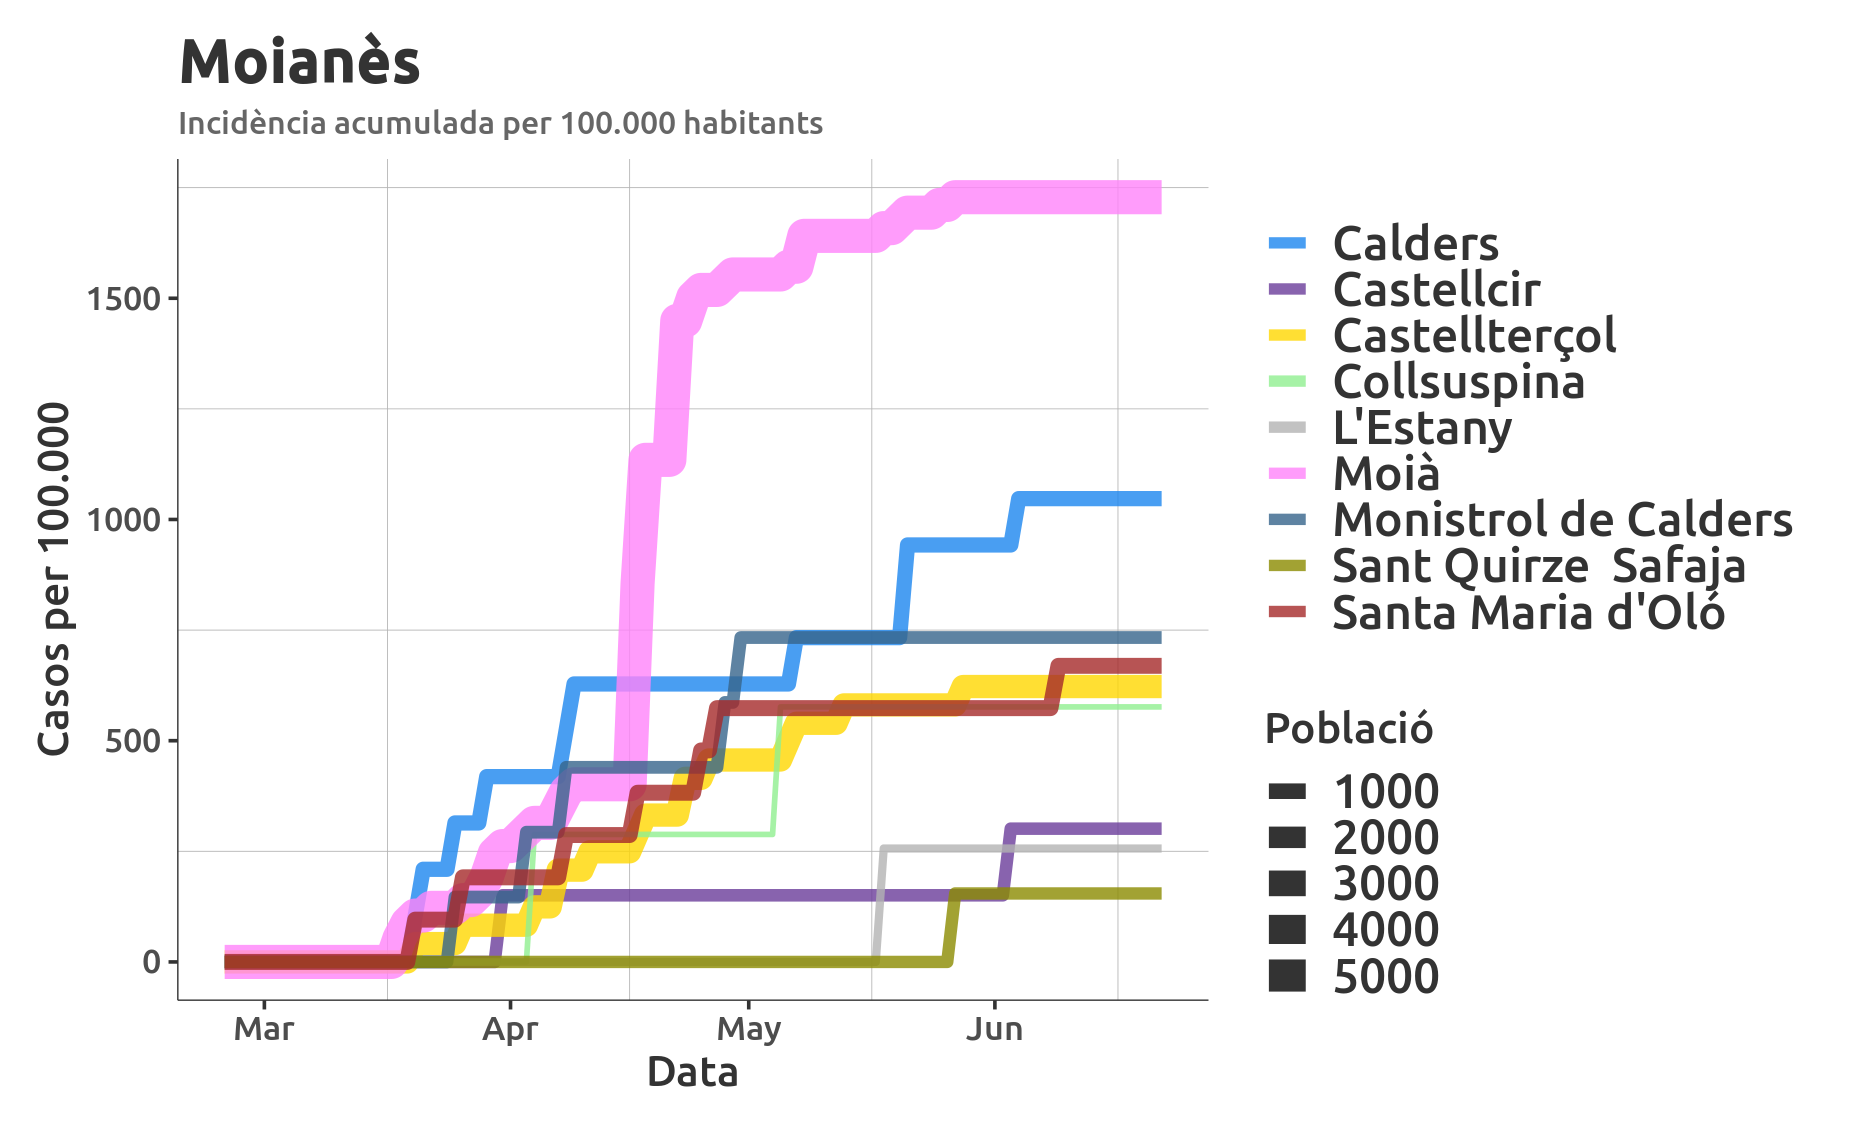 Moianès
Incidència acumulada per 100.000 habitants
Casos per 100.000
1500
1000
500
0
Mar
Apr
May
Jun
Data
Calders
Castellcir
Castellterçol
Collsuspina
L'Estany
Moià
Monistrol de Calders
Sant Quirze  Safaja
Santa Maria d'Oló
Població
1000
2000
3000
4000
5000